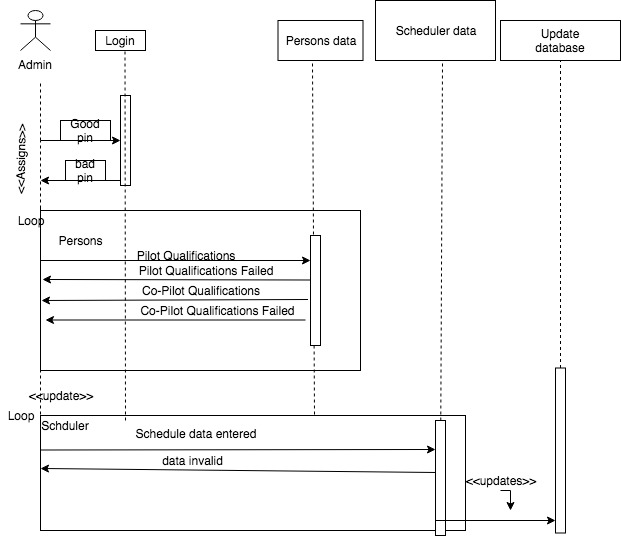 Admin
Login
Persons data
Scheduler data
Update
database
Good
pin
bad
pin
<<Assigns>>
Loop
Persons
Pilot Qualifications
Pilot Qualifications Failed
Co-Pilot Qualifications
Co-Pilot Qualifications Failed
<<update>>
Loop
Schduler
Schedule data entered
data invalid
<<updates>>